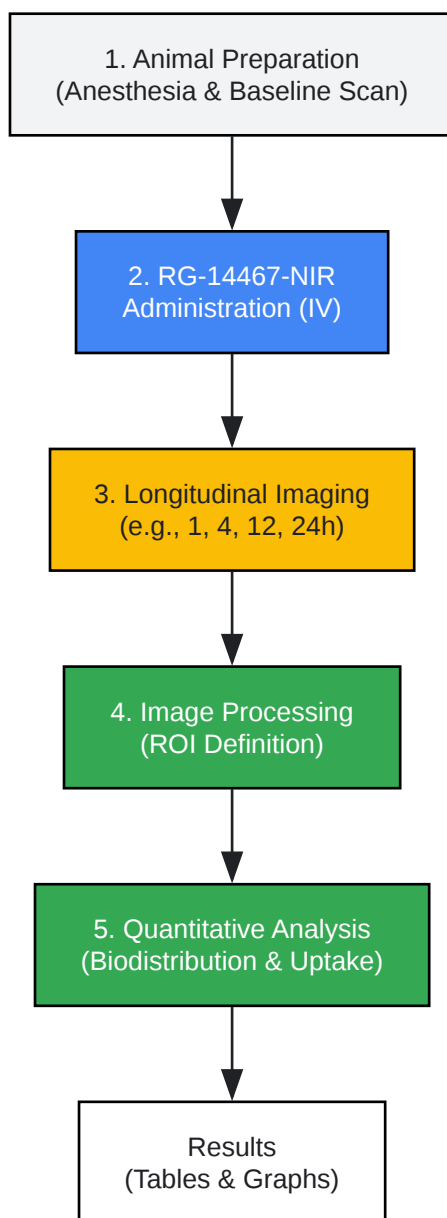 1. Animal Preparation
(Anesthesia & Baseline Scan)
2. RG-14467-NIR
Administration (IV)
3. Longitudinal Imaging
(e.g., 1, 4, 12, 24h)
4. Image Processing
(ROI Definition)
5. Quantitative Analysis
(Biodistribution & Uptake)
Results
(Tables & Graphs)